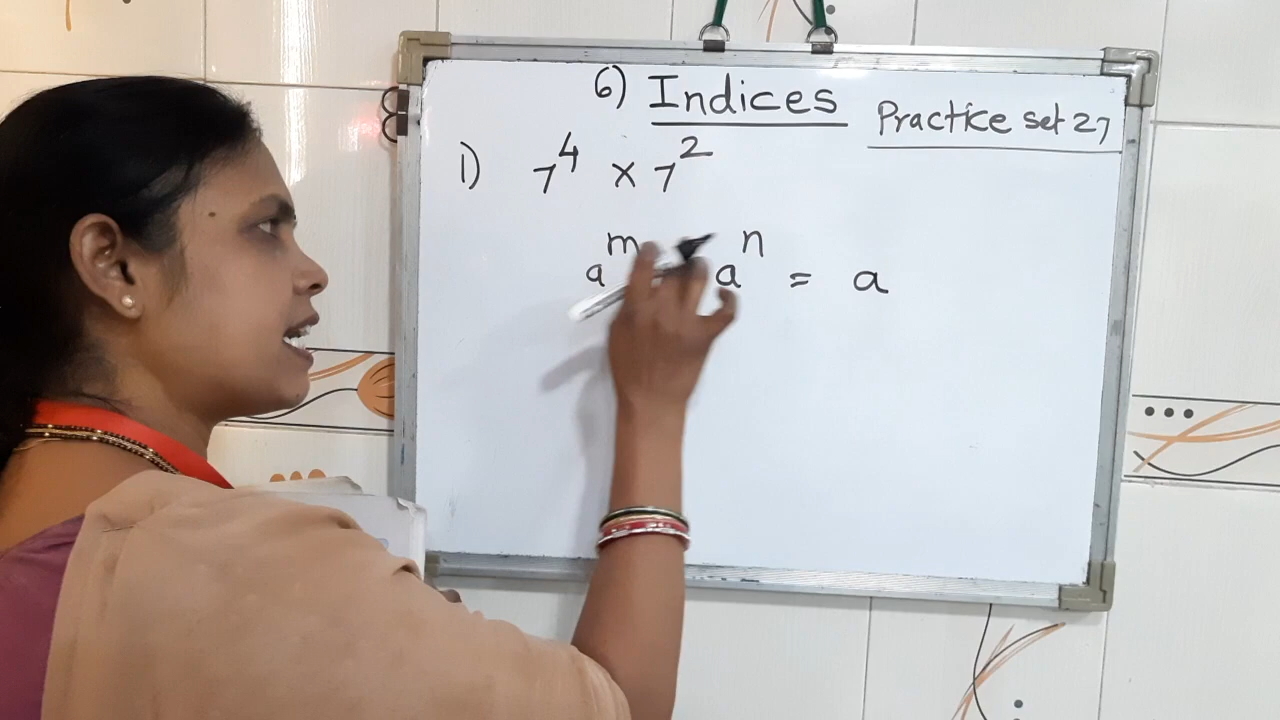 6) Indices Practice set 27
1) 7⁴ × 7²
aᵐ aⁿ = a